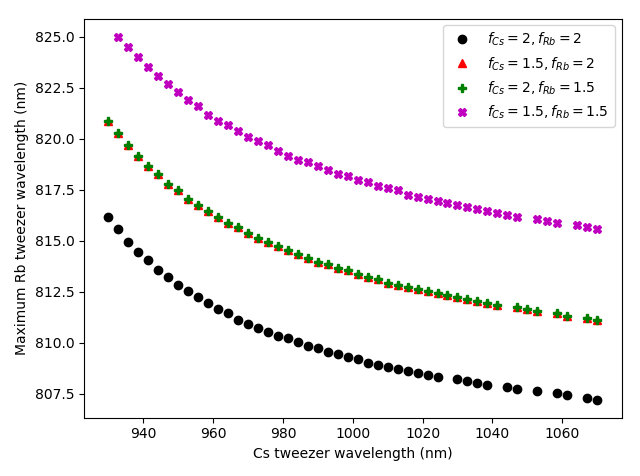 825.0
822.5
820.0
817.5
815.0
812.5
810.0
807.5
Maximum Rb tweezer wavelength (nm)
f_Cs = 2, f_Rb = 2
f_Cs = 1.5, f_Rb = 2
f_Cs = 2, f_Rb = 1.5
f_Cs = 1.5, f_Rb = 1.5
940 960 980 1000 1020 1040 1060
Cs tweezer wavelength (nm)